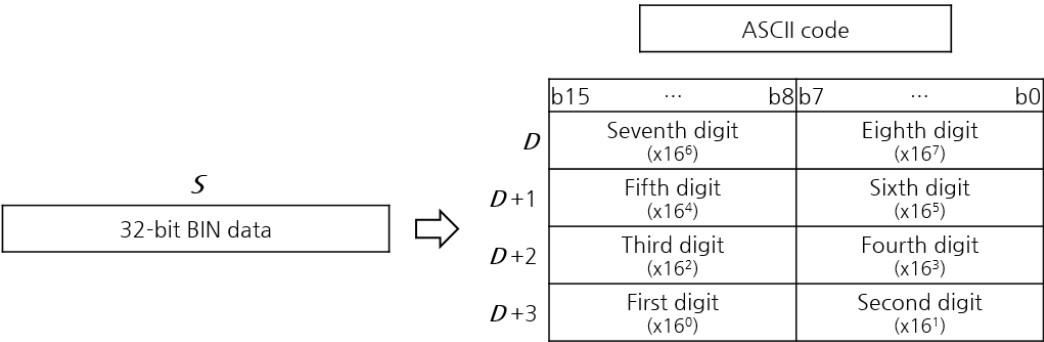 ASCII code
b15 ... b8 b7 ... b0
D Seventh digit Eighth digit
(x16⁶) (x16⁷)
S
D+1 Fifth digit Sixth digit
(x16⁴) (x16⁵)
32-bit BIN data
D+2 Third digit Fourth digit
(x16²) (x16³)
D+3 First digit Second digit
(x16⁰) (x16¹)